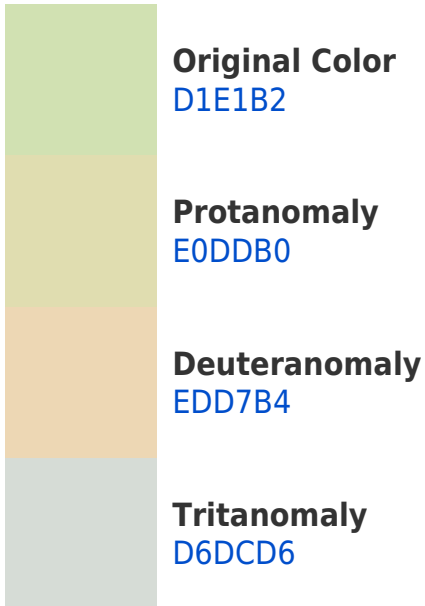 Original Color
D1E1B2
Protanomaly
E0DDB0
Deuteranomaly
EDD7B4
Tritanomaly
D6DCD6